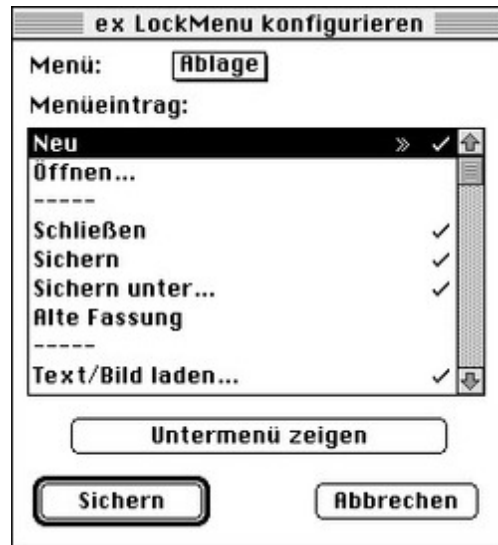 ex LockMenu konfigurieren
Menü: Ablage
Menüeintrag:
Neu » ✓
Öffnen...
-----
Schließen ✓
Sichern ✓
Sichern unter... ✓
Alte Fassung
-----
Text/Bild laden... ✓
Untermenü zeigen
Sichern Abbrechen